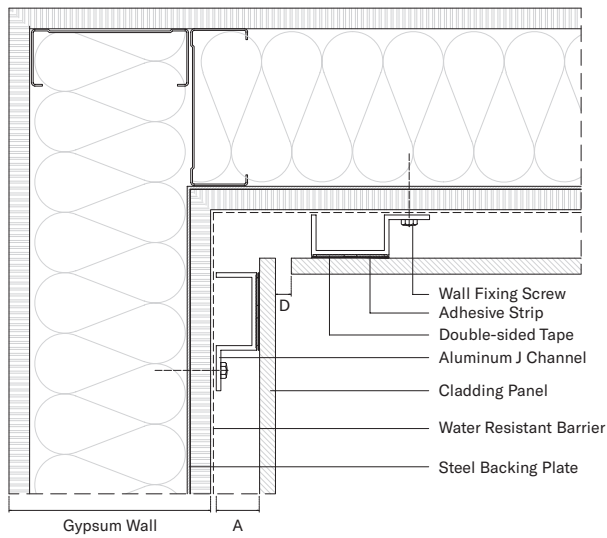 D
Wall Fixing Screw
Adhesive Strip
Double-sided Tape
Aluminum J Channel
Cladding Panel
Water Resistant Barrier
Steel Backing Plate
Gypsum Wall
A